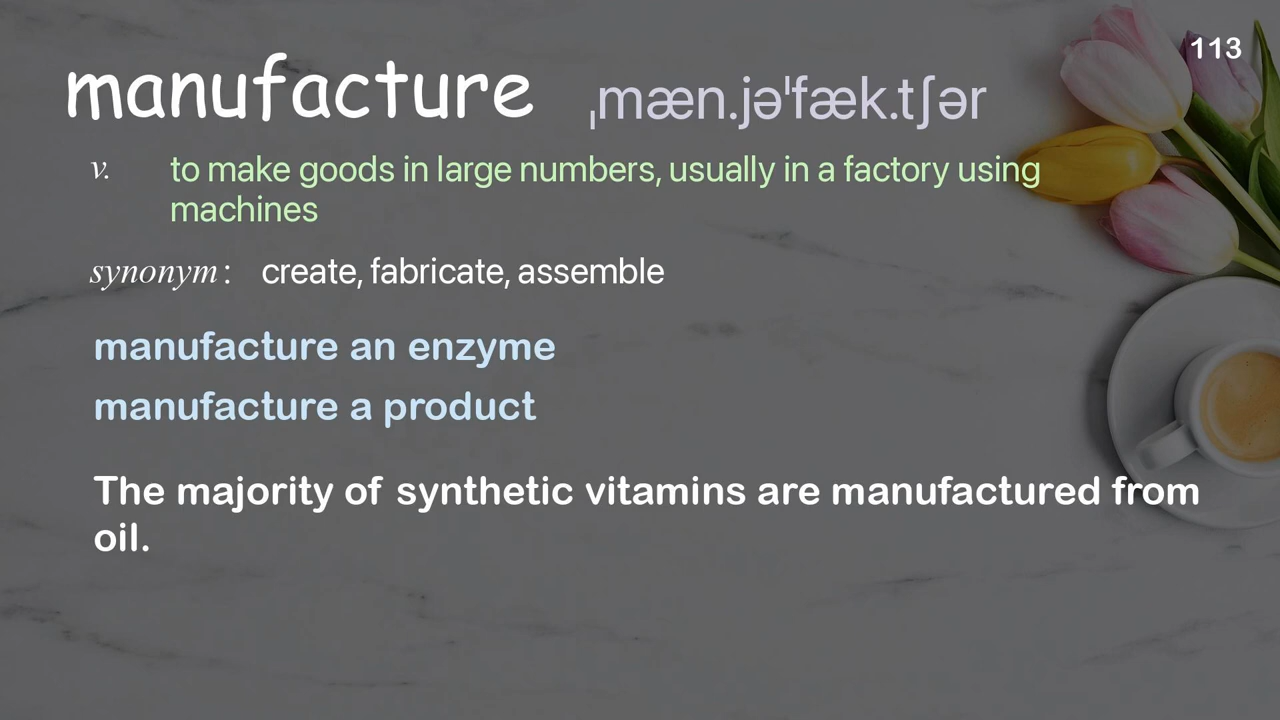 113
manufacture ˌmæn.jəˈfæk.tʃər
v. to make goods in large numbers, usually in a factory using
machines
synonym: create, fabricate, assemble
manufacture an enzyme
manufacture a product
The majority of synthetic vitamins are manufactured from
oil.